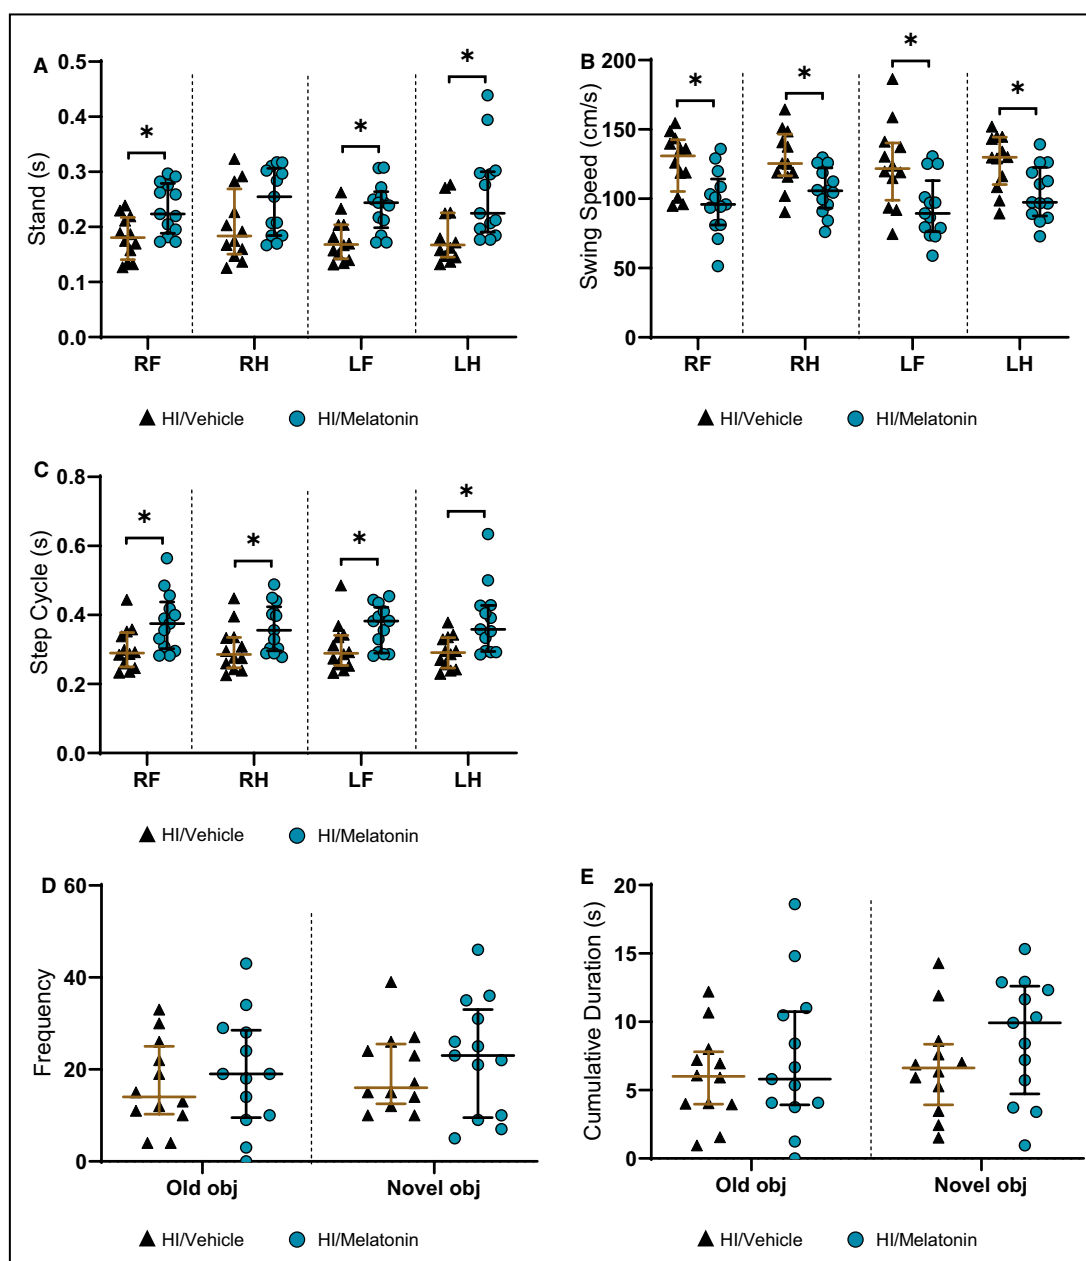 A
Stand (s)
0.5
0.4
0.3
0.2
0.1
0.0
*
*
*
RF RH LF LH
HI/Vehicle HI/Melatonin
B
Swing Speed (cm/s)
200
150
100
50
0
*
*
*
*
RF RH LF LH
HI/Vehicle HI/Melatonin
C
Step Cycle (s)
0.8
0.6
0.4
0.2
0.0
*
*
*
*
RF RH LF LH
HI/Vehicle HI/Melatonin
D
Frequency
60
40
20
0
Old obj Novel obj
HI/Vehicle HI/Melatonin
E
Cumulative Duration (s)
20
15
10
5
0
Old obj Novel obj
HI/Vehicle HI/Melatonin